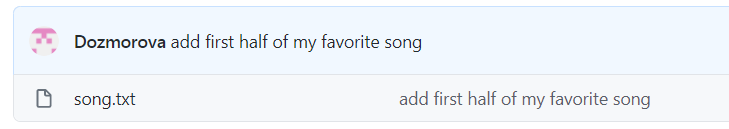 Dozmorova add first half of my favorite song
song.txt add first half of my favorite song